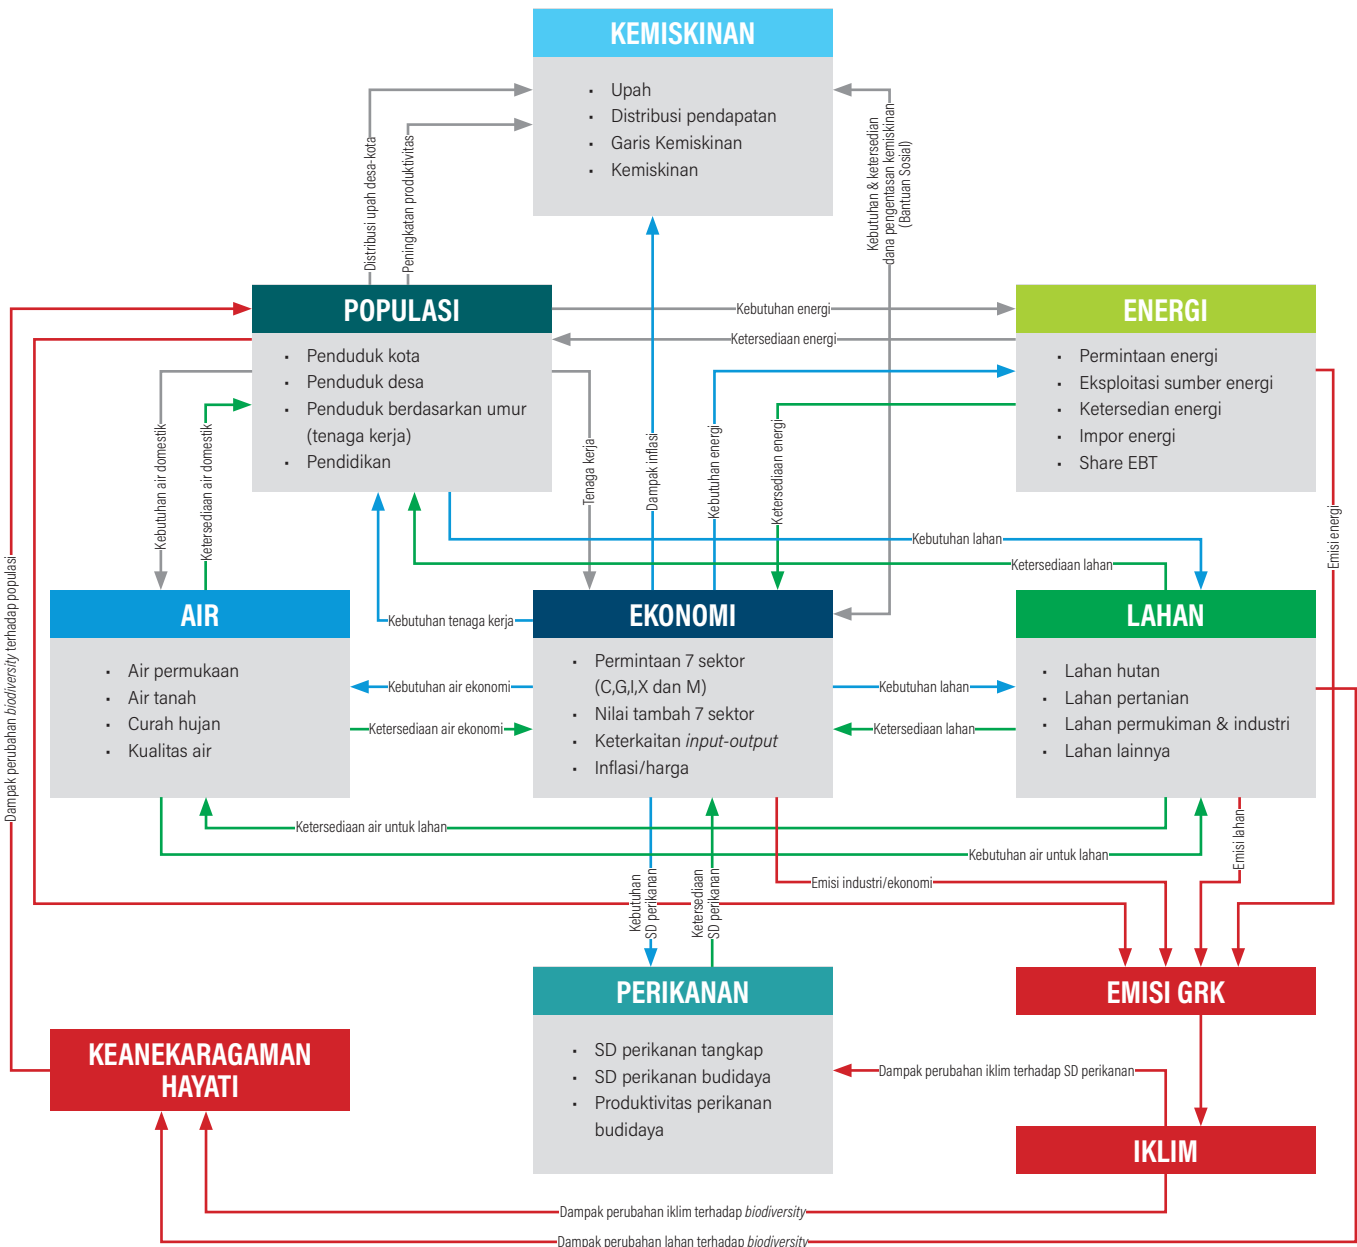 KEMISKINAN
• Upah
• Distribusi pendapatan
• Garis Kemiskinan
• Kemiskinan
Distribusi upah desa-kota
Peningkatan produktivitas
Kebutuhan & ketersedian
dana pengentasan kemiskinan
(Bantuan Sosial)
POPULASI
• Penduduk kota
• Penduduk desa
• Penduduk berdasarkan umur
(tenaga kerja)
• Pendidikan
Kebutuhan energi
Ketersediaan energi
ENERGI
• Permintaan energi
• Eksploitasi sumber energi
• Ketersedian energi
• Impor energi
• Share EBT
Kebutuhan air domestik
Ketersediaan air domestik
Tenaga kerja
Dampak inflasi
Kebutuhan energi
Ketersediaan energi
Kebutuhan lahan
Ketersediaan lahan
Emisi energi
Dampak perubahan biodiversity terhadap populasi
AIR
• Air permukaan
• Air tanah
• Curah hujan
• Kualitas air
Kebutuhan tenaga kerja
Kebutuhan air ekonomi
Ketersediaan air ekonomi
EKONOMI
• Permintaan 7 sektor
(C,G,I,X dan M)
• Nilai tambah 7 sektor
• Keterkaitan input-output
• Inflasi/harga
Kebutuhan lahan
Ketersediaan lahan
LAHAN
• Lahan hutan
• Lahan pertanian
• Lahan permukiman & industri
• Lahan lainnya
Ketersediaan air untuk lahan
Kebutuhan air untuk lahan
Emisi lahan
Emisi industri/ekonomi
Kebutuhan
SD perikanan
Ketersediaan
SD perikanan
PERIKANAN
• SD perikanan tangkap
• SD perikanan budidaya
• Produktivitas perikanan
budidaya
EMISI GRK
KEANEKARAGAMAN
HAYATI
Dampak perubahan iklim terhadap SD perikanan
IKLIM
Dampak perubahan iklim terhadap biodiversity
Dampak perubahan lahan terhadap biodiversity